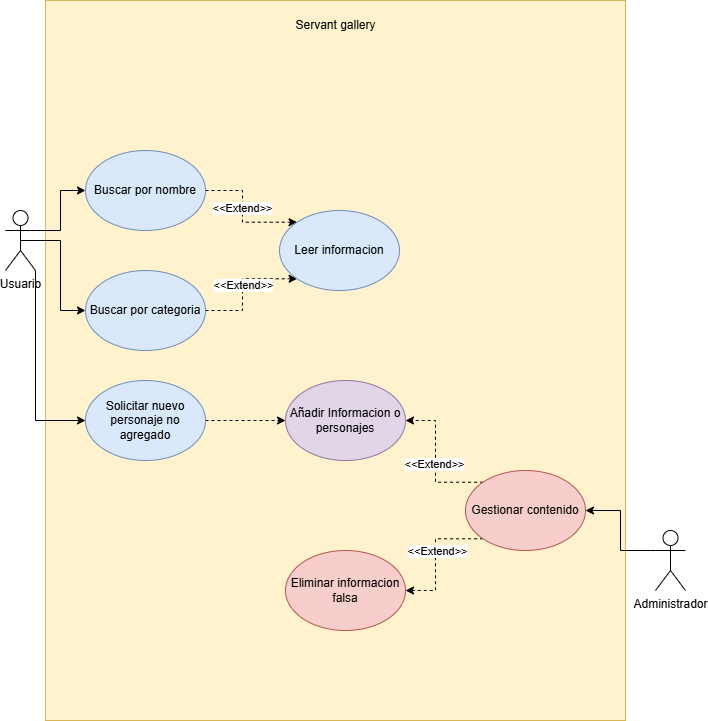 Servant gallery
Buscar por nombre
<<Extend>>
Leer informacion
Usuario
<<Extend>>
Buscar por categoria
Solicitar nuevo
personaje no
agregado
Añadir Informacion o
personajes
<<Extend>>
Gestionar contenido
<<Extend>>
Eliminar informacion
falsa
Administrador